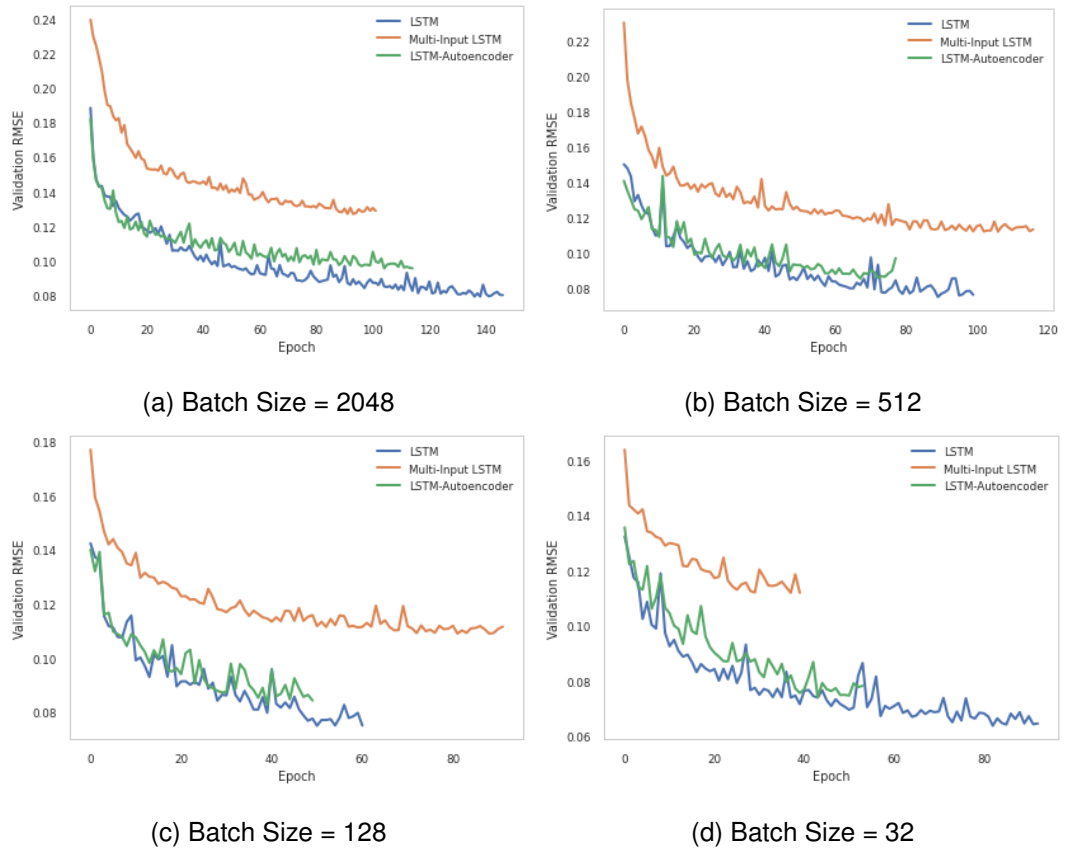 0.24
0.22
0.20
0.18
0.16
0.14
0.12
0.10
0.08
Validation RMSE
LSTM
Multi-Input LSTM
LSTM-Autoencoder
0 20 40 60 80 100 120 140
Epoch
(a) Batch Size = 2048
0.22
0.20
0.18
0.16
0.14
0.12
0.10
0.08
Validation RMSE
LSTM
Multi-Input LSTM
LSTM-Autoencoder
0 20 40 60 80 100 120
Epoch
(b) Batch Size = 512
0.18
0.16
0.14
0.12
0.10
0.08
Validation RMSE
LSTM
Multi-Input LSTM
LSTM-Autoencoder
0 20 40 60 80
Epoch
(c) Batch Size = 128
0.16
0.14
0.12
0.10
0.08
0.06
Validation RMSE
LSTM
Multi-Input LSTM
LSTM-Autoencoder
0 20 40 60 80
Epoch
(d) Batch Size = 32